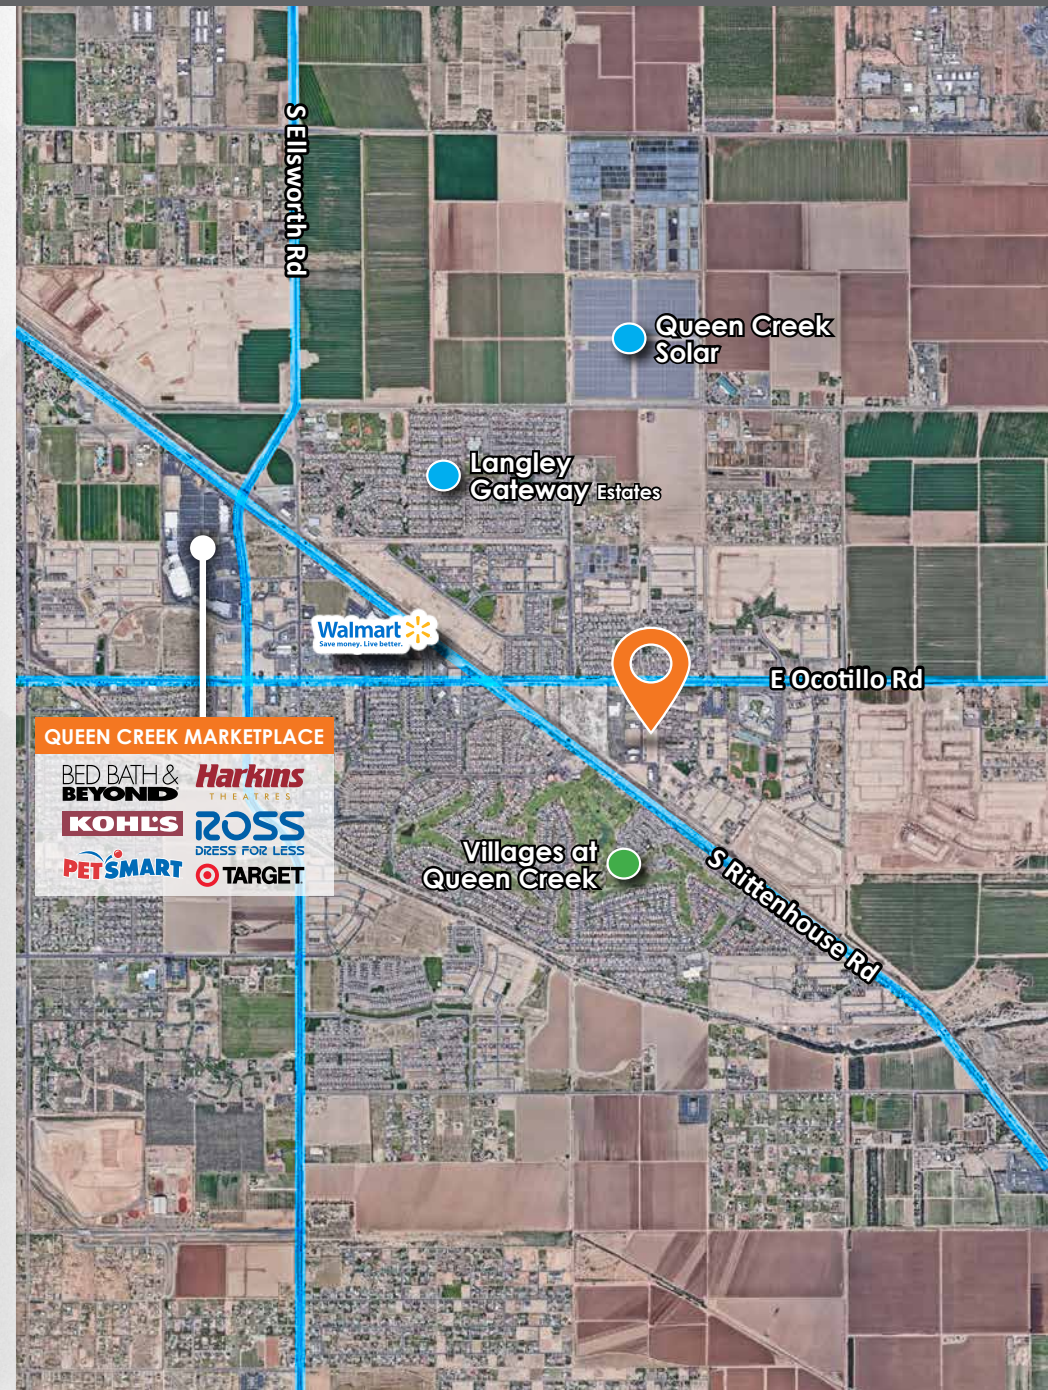 S Ellsworth Rd
Queen Creek
Solar
Langley
Gateway Estates
Walmart
Save money. Live better.
E Ocotillo Rd
QUEEN CREEK MARKETPLACE
BED BATH &
BEYOND
Harkins
THEATRES
KOHL'S
ROSS
DRESS FOR LESS
PETSMART
TARGET
Villages at
Queen Creek
S Rittenhouse Rd